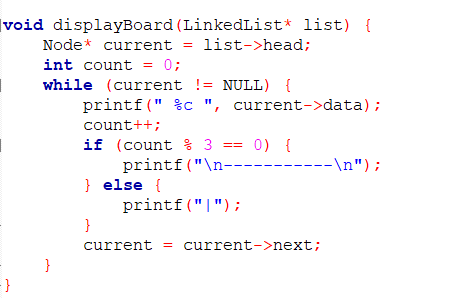 void displayBoard(LinkedList* list) {
    Node* current = list->head;
    int count = 0;
    while (current != NULL) {
        printf(" %c ", current->data);
        count++;
        if (count % 3 == 0) {
            printf("\n-----------\n");
        } else {
            printf("|");
        }
        current = current->next;
    }
}